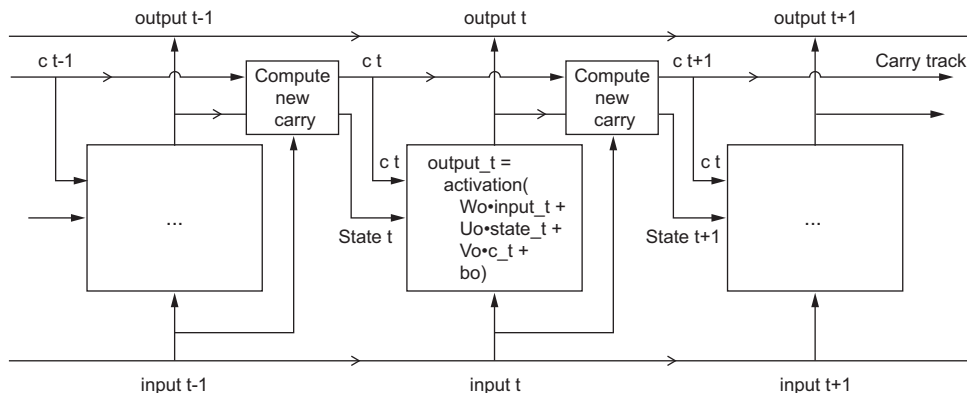 output t-1
output t
output t+1
c t-1
Compute
new
carry
c t
Compute
new
carry
c t+1
Carry track
...
c t
output_t =
activation(
Wo•input_t +
Uo•state_t +
Vo•c_t +
bo)
c t
...
State t
State t+1
input t-1
input t
input t+1